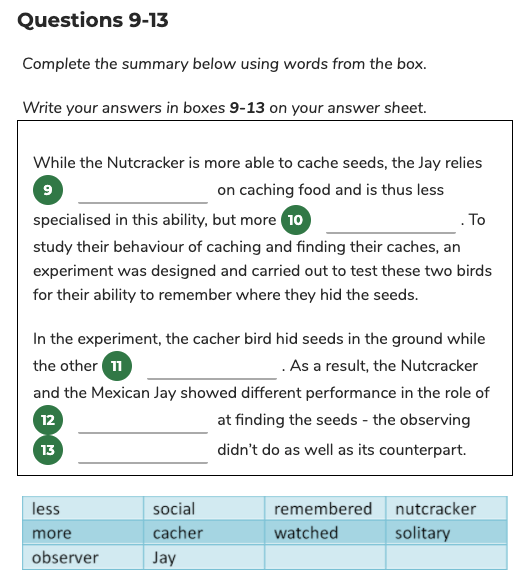 Questions 9-13
Complete the summary below using words from the box.
Write your answers in boxes 9-13 on your answer sheet.
While the Nutcracker is more able to cache seeds, the Jay relies
9 ____________ on caching food and is thus less
specialised in this ability, but more 10 ____________ . To
study their behaviour of caching and finding their caches, an
experiment was designed and carried out to test these two birds
for their ability to remember where they hid the seeds.
In the experiment, the cacher bird hid seeds in the ground while
the other 11 ____________ . As a result, the Nutcracker
and the Mexican Jay showed different performance in the role of
12 ____________ at finding the seeds - the observing
13 ____________ didn't do as well as its counterpart.
less social remembered nutcracker
more cacher watched solitary
observer Jay